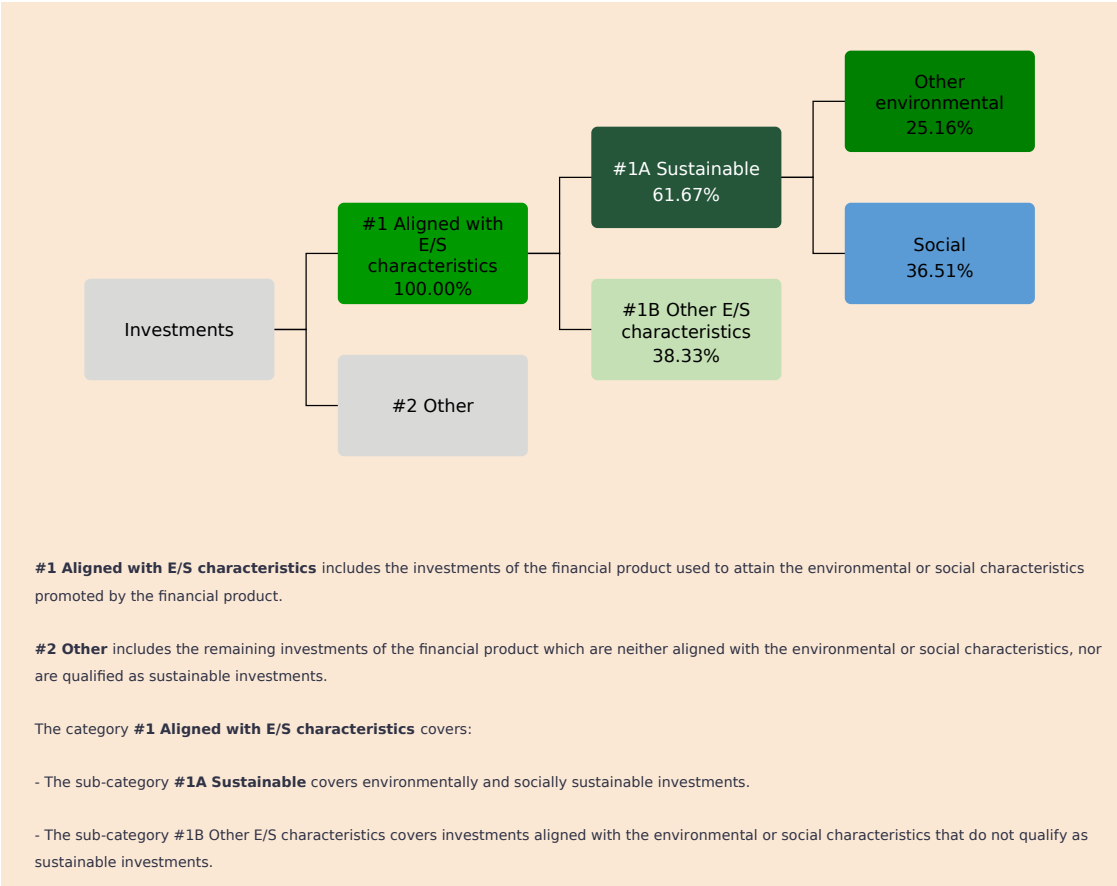 Other
environmental
25.16%
#1A Sustainable
61.67%
#1 Aligned with
E/S
characteristics
100.00%
Social
36.51%
Investments
#1B Other E/S
characteristics
38.33%
#2 Other
#1 Aligned with E/S characteristics includes the investments of the financial product used to attain the environmental or social characteristics
promoted by the financial product.
#2 Other includes the remaining investments of the financial product which are neither aligned with the environmental or social characteristics, nor
are qualified as sustainable investments.
The category #1 Aligned with E/S characteristics covers:
- The sub-category #1A Sustainable covers environmentally and socially sustainable investments.
- The sub-category #1B Other E/S characteristics covers investments aligned with the environmental or social characteristics that do not qualify as
sustainable investments.